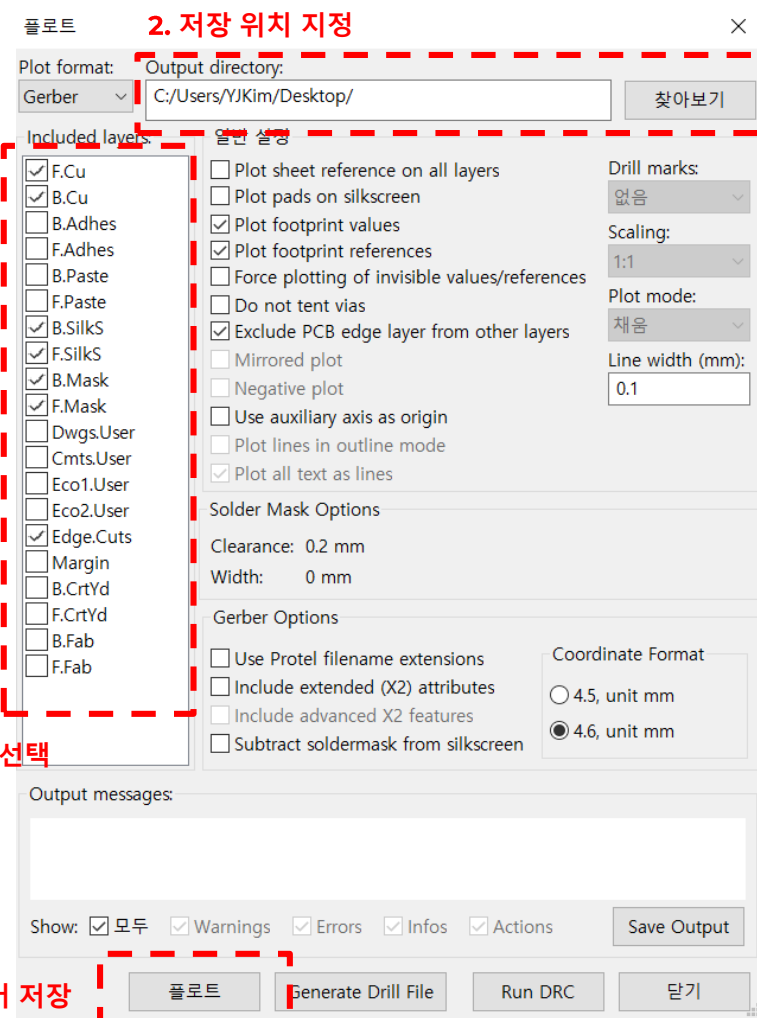 플로트
2. 저장 위치 지정
Plot format:
Output directory:
Gerber
C:/Users/YJKim/Desktop/
찾아보기
Included layers:
F.Cu
B.Cu
B.Adhes
F.Adhes
B.Paste
F.Paste
B.SilkS
F.SilkS
B.Mask
F.Mask
Dwgs.User
Cmts.User
Eco1.User
Eco2.User
Edge.Cuts
Margin
B.CrtYd
F.CrtYd
B.Fab
F.Fab
선택
일반 설정
Plot sheet reference on all layers
Plot pads on silkscreen
Plot footprint values
Plot footprint references
Force plotting of invisible values/references
Do not tent vias
Exclude PCB edge layer from other layers
Mirrored plot
Negative plot
Use auxiliary axis as origin
Plot lines in outline mode
Plot all text as lines
Drill marks:
없음
Scaling:
1:1
Plot mode:
채움
Line width (mm):
0.1
Solder Mask Options
Clearance: 0.2 mm
Width: 0 mm
Gerber Options
Use Protel filename extensions
Include extended (X2) attributes
Include advanced X2 features
Subtract soldermask from silkscreen
Coordinate Format
4.5, unit mm
4.6, unit mm
Output messages:
Show: 모두 Warnings Errors Infos Actions Save Output
저장
플로트 Generate Drill File Run DRC 닫기